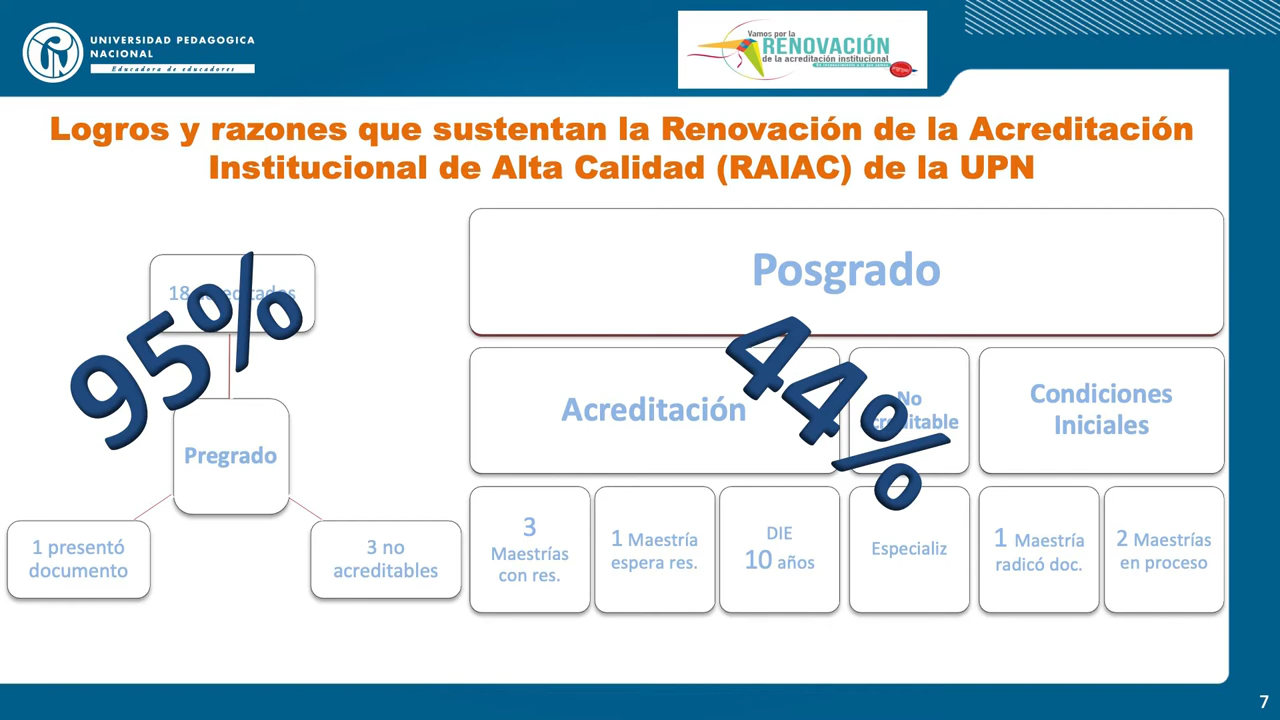 UNIVERSIDAD PEDAGOGICA
NACIONAL
Educadora de educadores
Vamos por la
RENOVACIÓN
de la acreditación institucional
Logros y razones que sustentan la Renovación de la Acreditación
Institucional de Alta Calidad (RAIAC) de la UPN
18 acreditados
95%
Pregrado
1 presentó
documento
3 no
acreditables
Posgrado
44%
Acreditación
No
acreditable
Condiciones
Iniciales
3
Maestrías
con res.
1 Maestría
espera res.
DIE
10 años
Especializ
1 Maestría
radicó doc.
2 Maestrías
en proceso
7